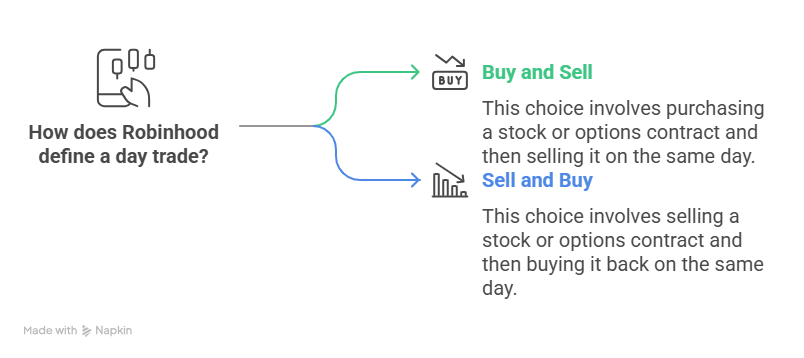 How does Robinhood
define a day trade?
BUY
Buy and Sell
This choice involves purchasing
a stock or options contract and
then selling it on the same day.
Sell and Buy
This choice involves selling a
stock or options contract and
then buying it back on the same
day.
Made with Napkin